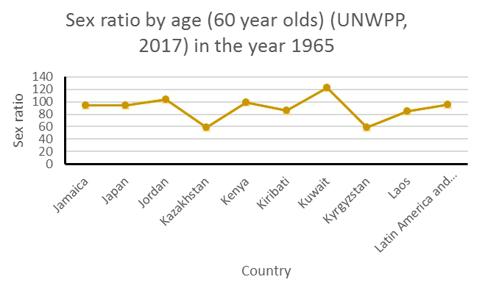 Sex ratio by age (60 year olds) (UNWPP,
2017) in the year 1965
140
120
100
80
60
40
20
0
Sex ratio
Jamaica
Japan
Jordan
Kazakhstan
Kenya
Kiribati
Kuwait
Kyrgyzstan
Laos
Latin America and...
Country